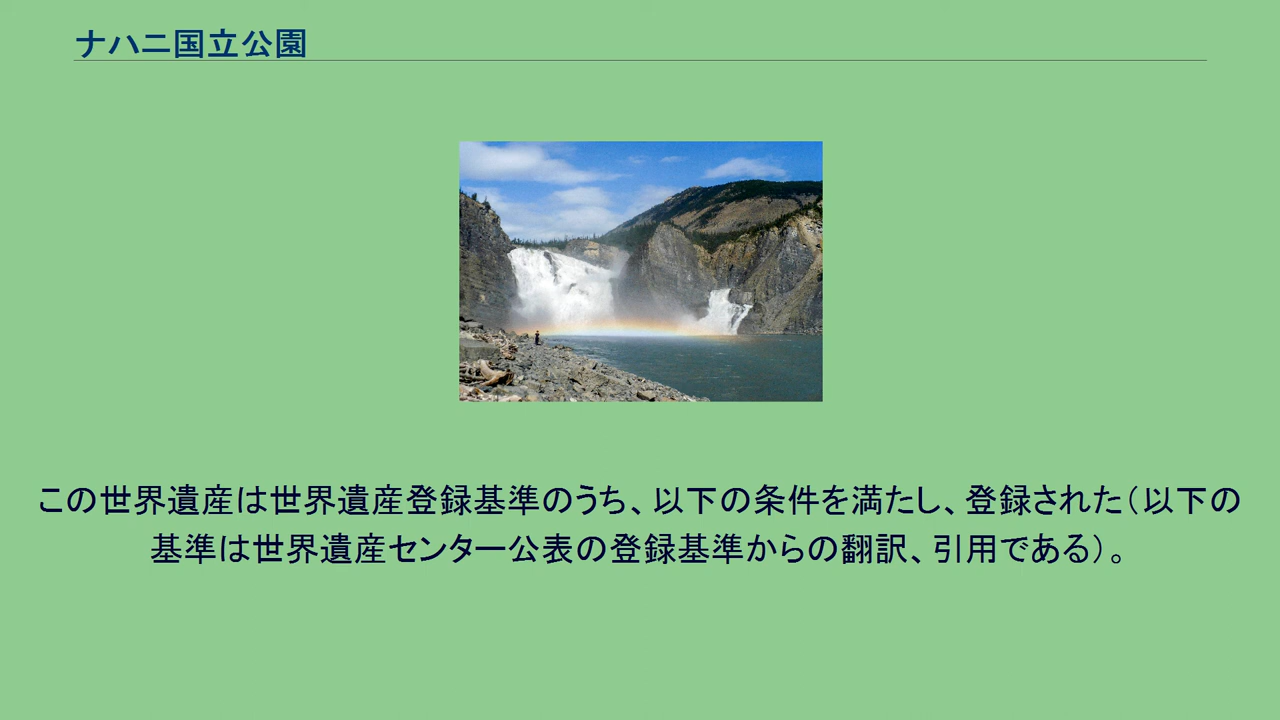 ナハニ国立公園
この世界遺産は世界遺産登録基準のうち、以下の条件を満たし、登録された（以下の
基準は世界遺産センター公表の登録基準からの翻訳、引用である）。